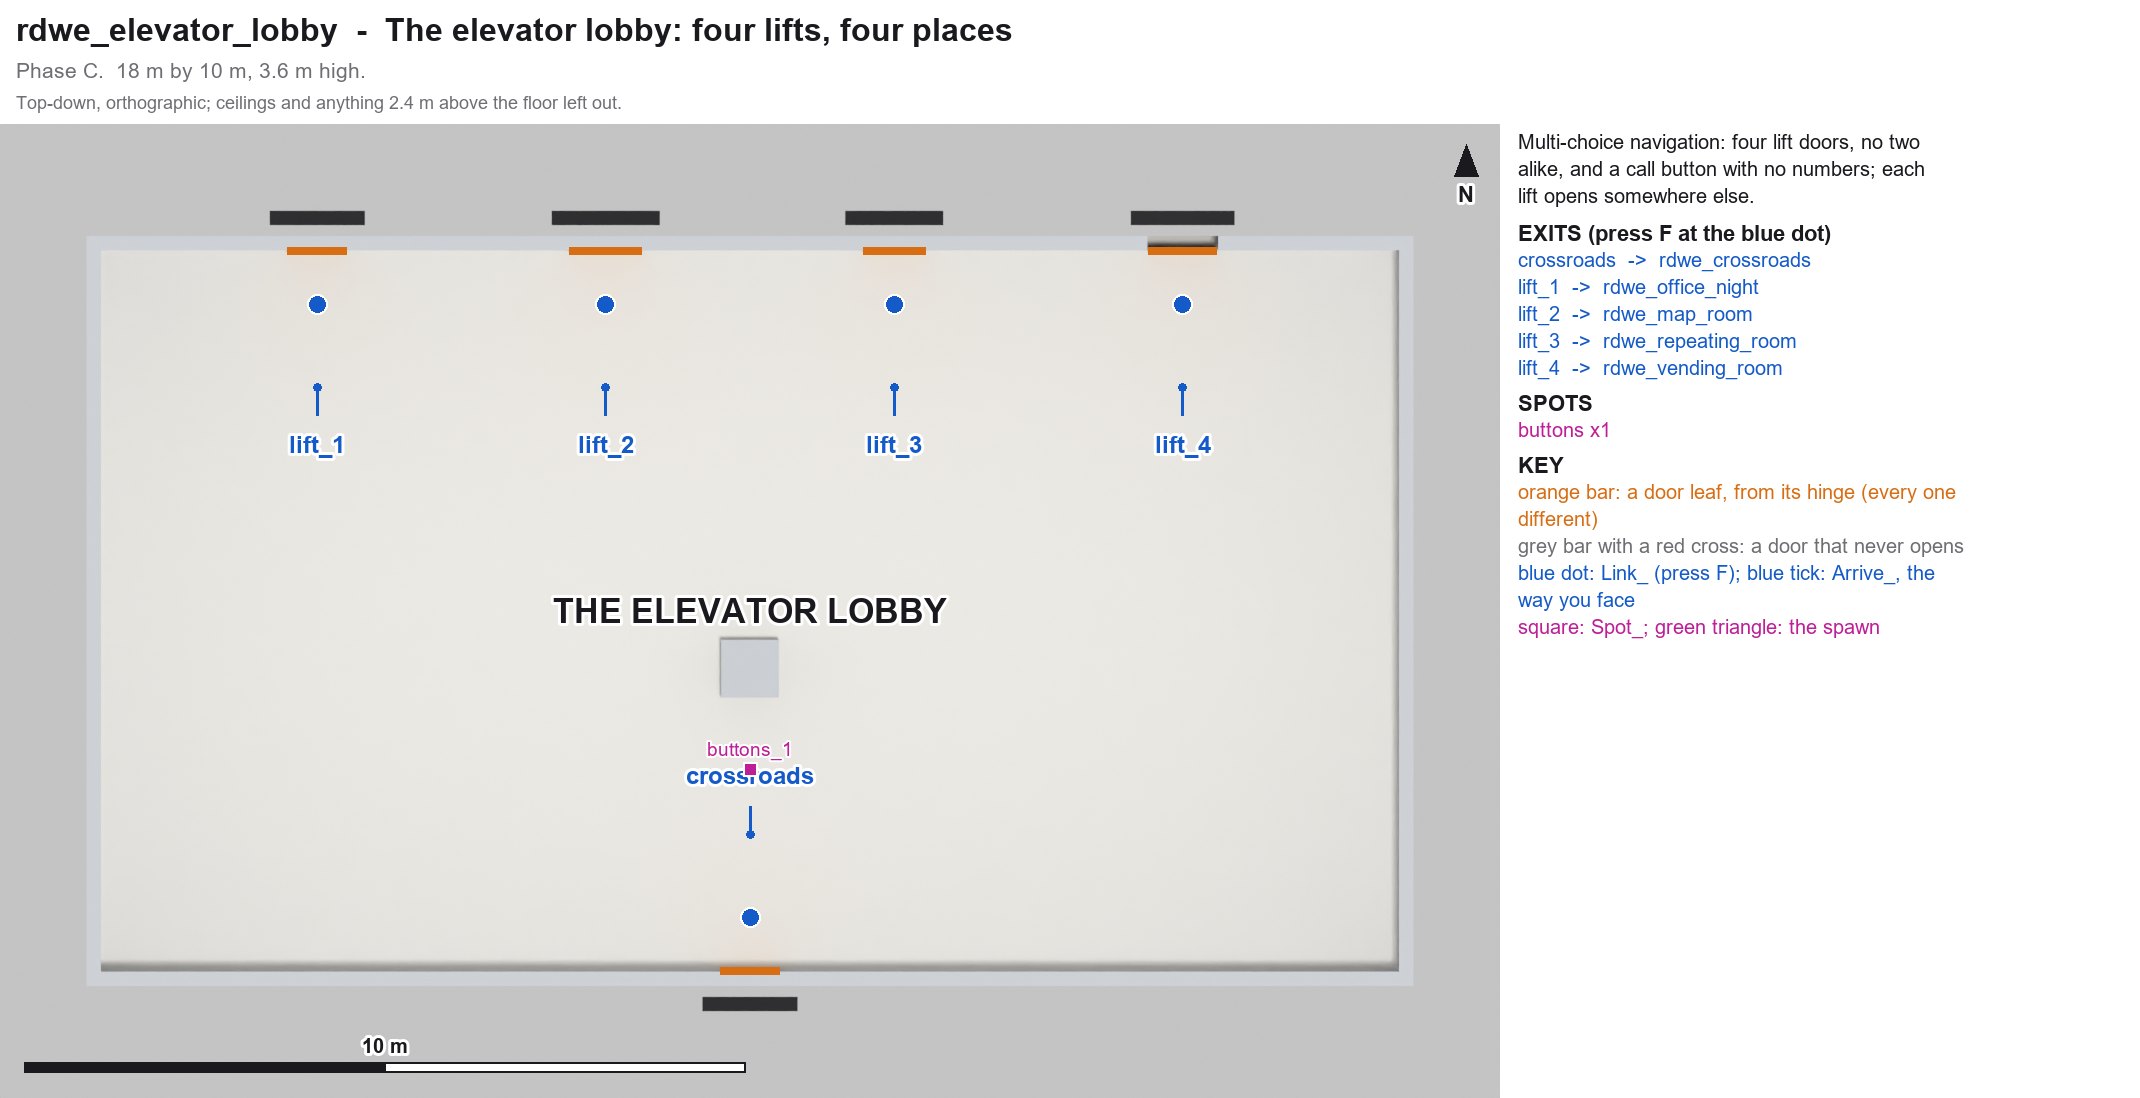 rdwe_elevator_lobby  -  The elevator lobby: four lifts, four places
Phase C.  18 m by 10 m, 3.6 m high.
Top-down, orthographic; ceilings and anything 2.4 m above the floor left out.
N
lift_1
lift_2
lift_3
lift_4
THE ELEVATOR LOBBY
buttons_1
crossroads
10 m
Multi-choice navigation: four lift doors, no two
alike, and a call button with no numbers; each
lift opens somewhere else.
EXITS (press F at the blue dot)
crossroads  ->  rdwe_crossroads
lift_1  ->  rdwe_office_night
lift_2  ->  rdwe_map_room
lift_3  ->  rdwe_repeating_room
lift_4  ->  rdwe_vending_room
SPOTS
buttons x1
KEY
orange bar: a door leaf, from its hinge (every one
different)
grey bar with a red cross: a door that never opens
blue dot: Link_ (press F); blue tick: Arrive_, the
way you face
square: Spot_; green triangle: the spawn